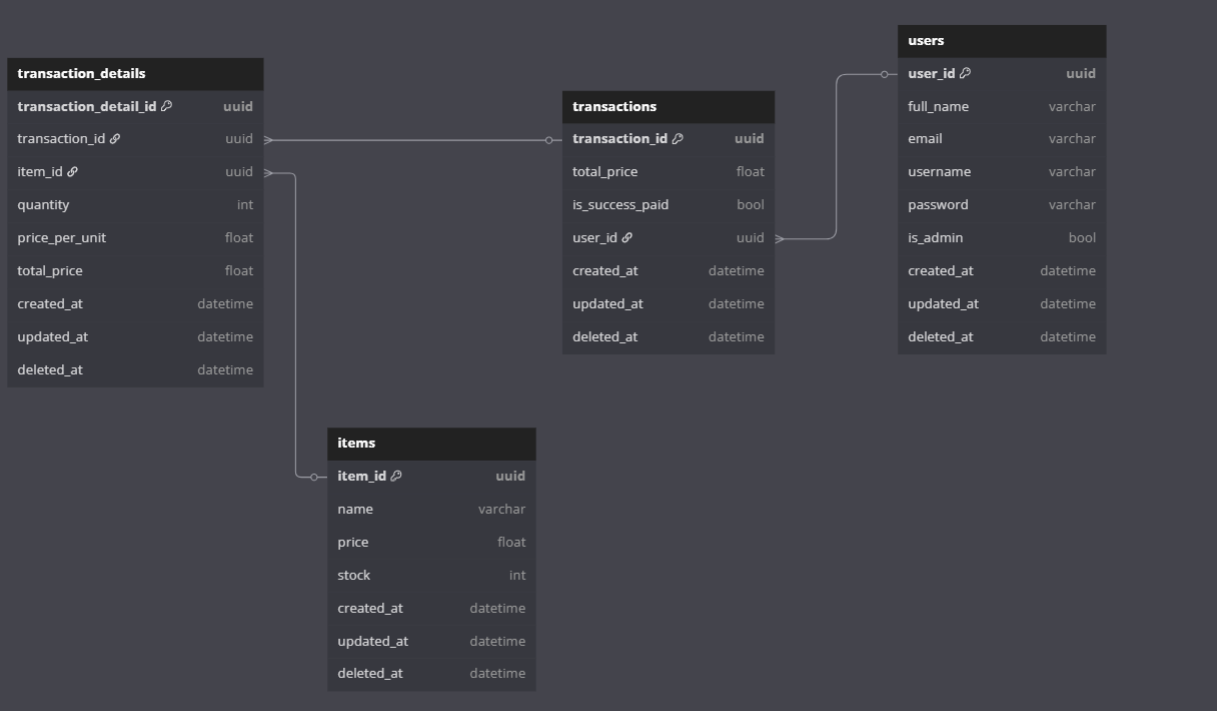 transaction_details
transaction_detail_id uuid
transaction_id uuid
item_id uuid
quantity int
price_per_unit float
total_price float
created_at datetime
updated_at datetime
deleted_at datetime
transactions
transaction_id uuid
total_price float
is_success_paid bool
user_id uuid
created_at datetime
updated_at datetime
deleted_at datetime
users
user_id uuid
full_name varchar
email varchar
username varchar
password varchar
is_admin bool
created_at datetime
updated_at datetime
deleted_at datetime
items
item_id uuid
name varchar
price float
stock int
created_at datetime
updated_at datetime
deleted_at datetime